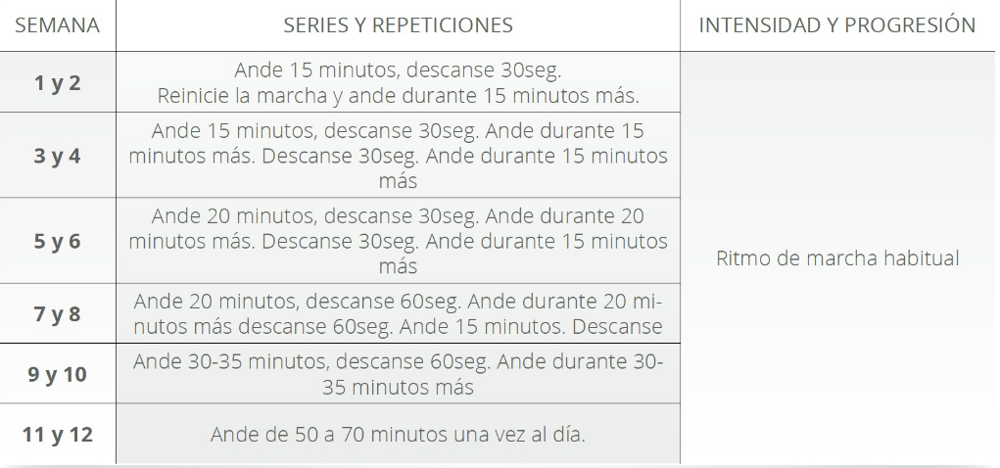 SEMANA
SERIES Y REPETICIONES
INTENSIDAD Y PROGRESIÓN
1 y 2
Ande 15 minutos, descanse 30seg.
Reinicie la marcha y ande durante 15 minutos más.
3 y 4
Ande 15 minutos, descanse 30seg. Ande durante 15
minutos más. Descanse 30seg. Ande durante 15 minutos
más
5 y 6
Ande 20 minutos, descanse 30seg. Ande durante 20
minutos más. Descanse 30seg. Ande durante 15 minutos
más
7 y 8
Ande 20 minutos, descanse 60seg. Ande durante 20 mi-
nutos más descanse 60seg. Ande 15 minutos. Descanse
9 y 10
Ande 30-35 minutos, descanse 60seg. Ande durante 30-
35 minutos más
11 y 12
Ande de 50 a 70 minutos una vez al día.
Ritmo de marcha habitual